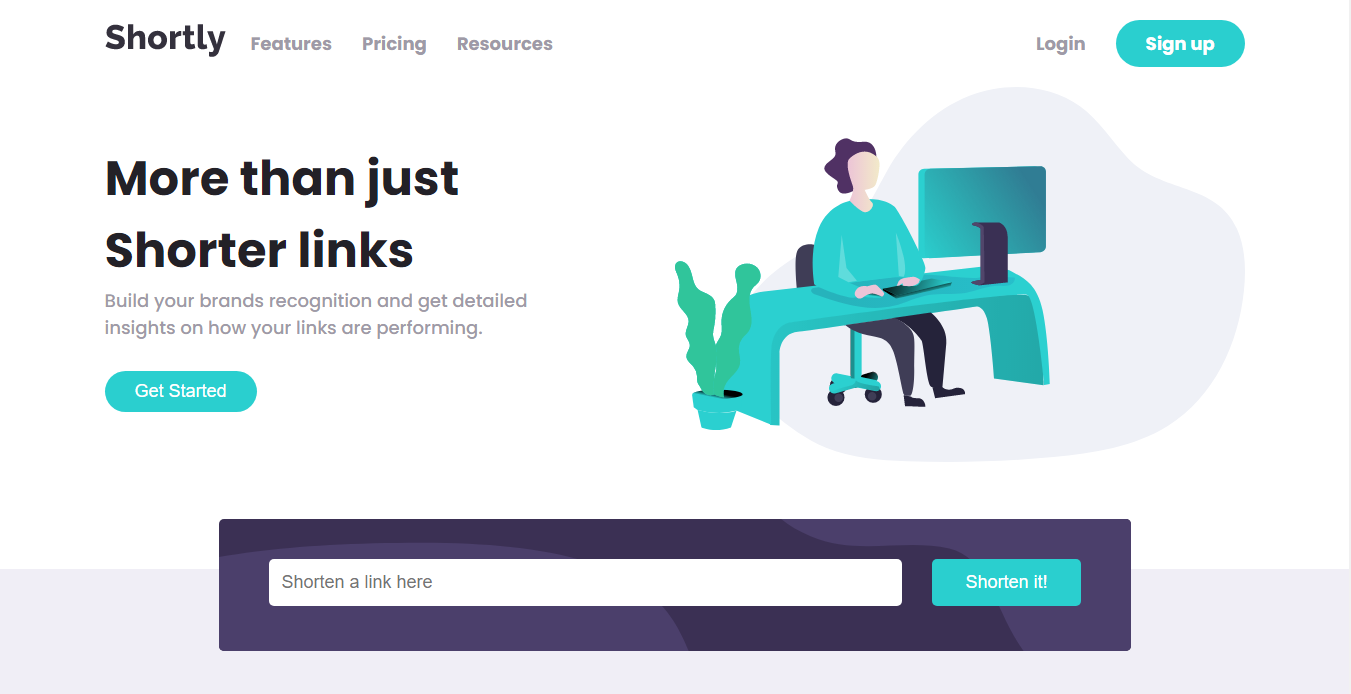 Shortly Features Pricing Resources Login Sign up
More than just
Shorter links
Build your brands recognition and get detailed
insights on how your links are performing.
Get Started
Shorten a link here Shorten it!